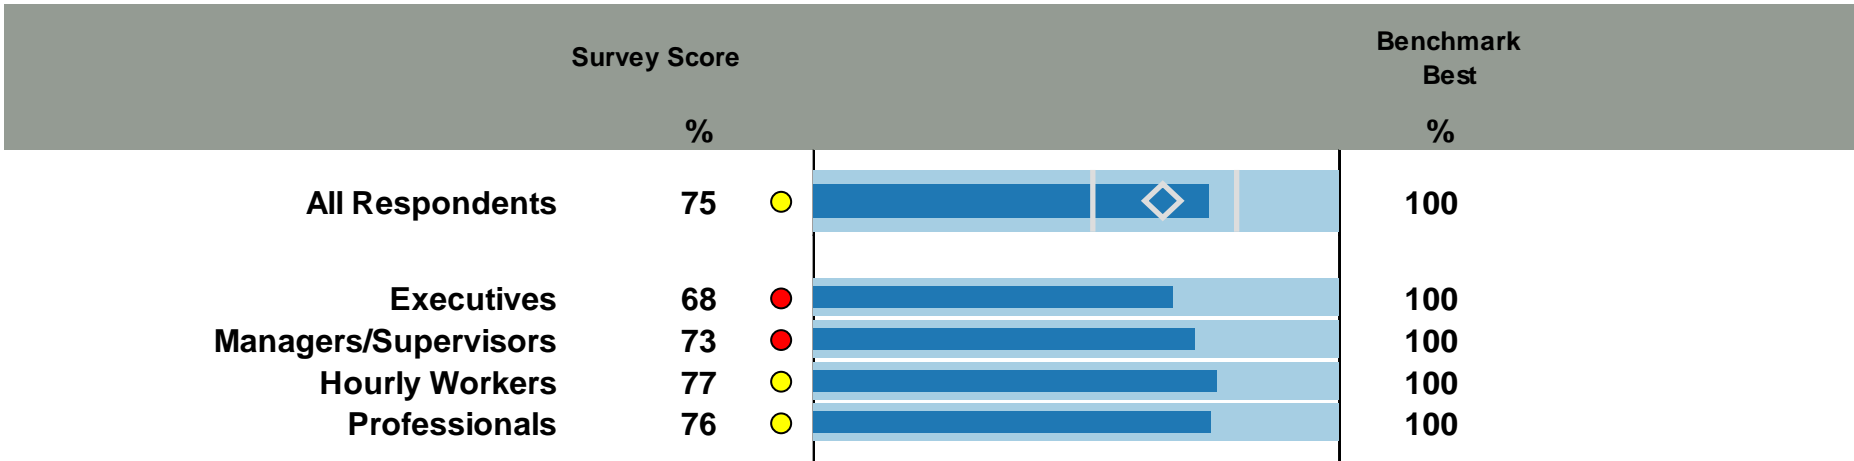 Survey Score
Benchmark
Best
% %
All Respondents 75 100
Executives 68 100
Managers/Supervisors 73 100
Hourly Workers 77 100
Professionals 76 100